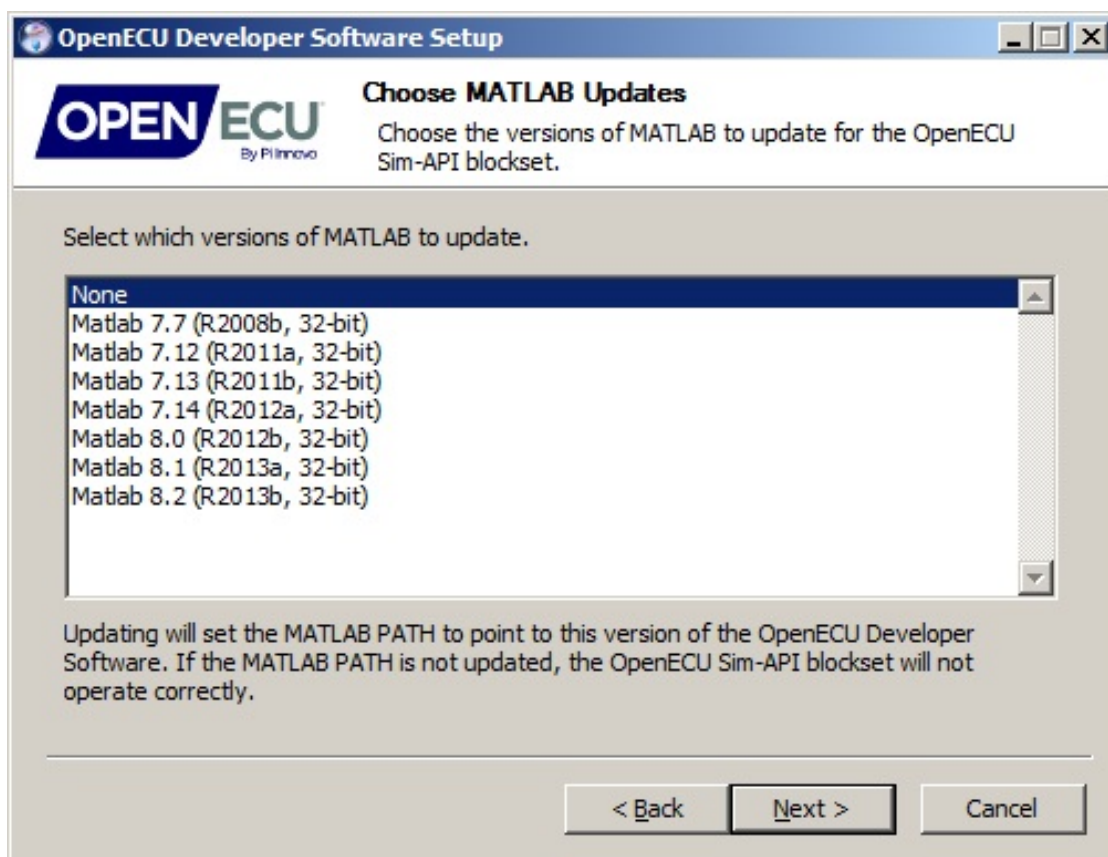 OpenECU Developer Software Setup
OPEN ECU
By Pi Innovo
Choose MATLAB Updates
Choose the versions of MATLAB to update for the OpenECU
Sim-API blockset.
Select which versions of MATLAB to update.
None
Matlab 7.7 (R2008b, 32-bit)
Matlab 7.12 (R2011a, 32-bit)
Matlab 7.13 (R2011b, 32-bit)
Matlab 7.14 (R2012a, 32-bit)
Matlab 8.0 (R2012b, 32-bit)
Matlab 8.1 (R2013a, 32-bit)
Matlab 8.2 (R2013b, 32-bit)
Updating will set the MATLAB PATH to point to this version of the OpenECU Developer
Software. If the MATLAB PATH is not updated, the OpenECU Sim-API blockset will not
operate correctly.
< Back
Next >
Cancel